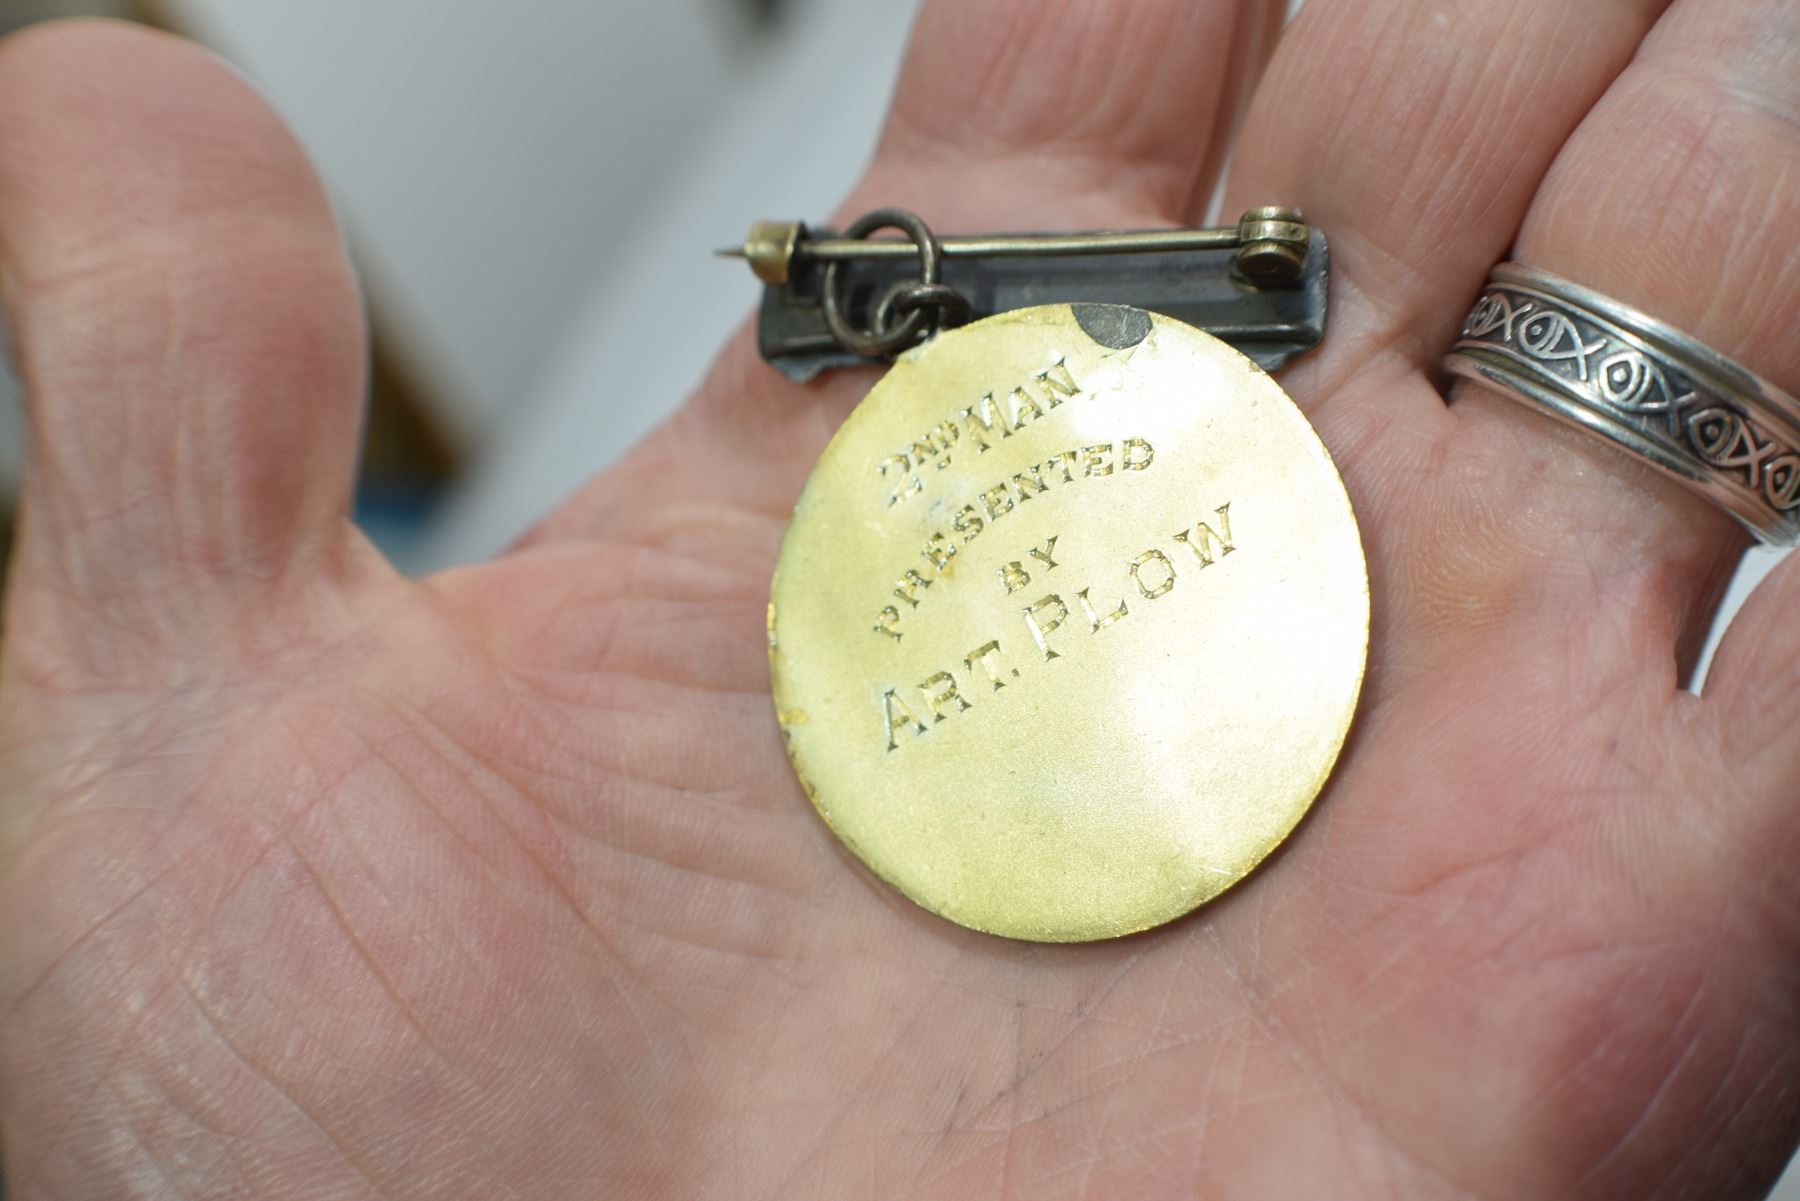 2ND MAN
PRESENTED
BY
ART. PLOW